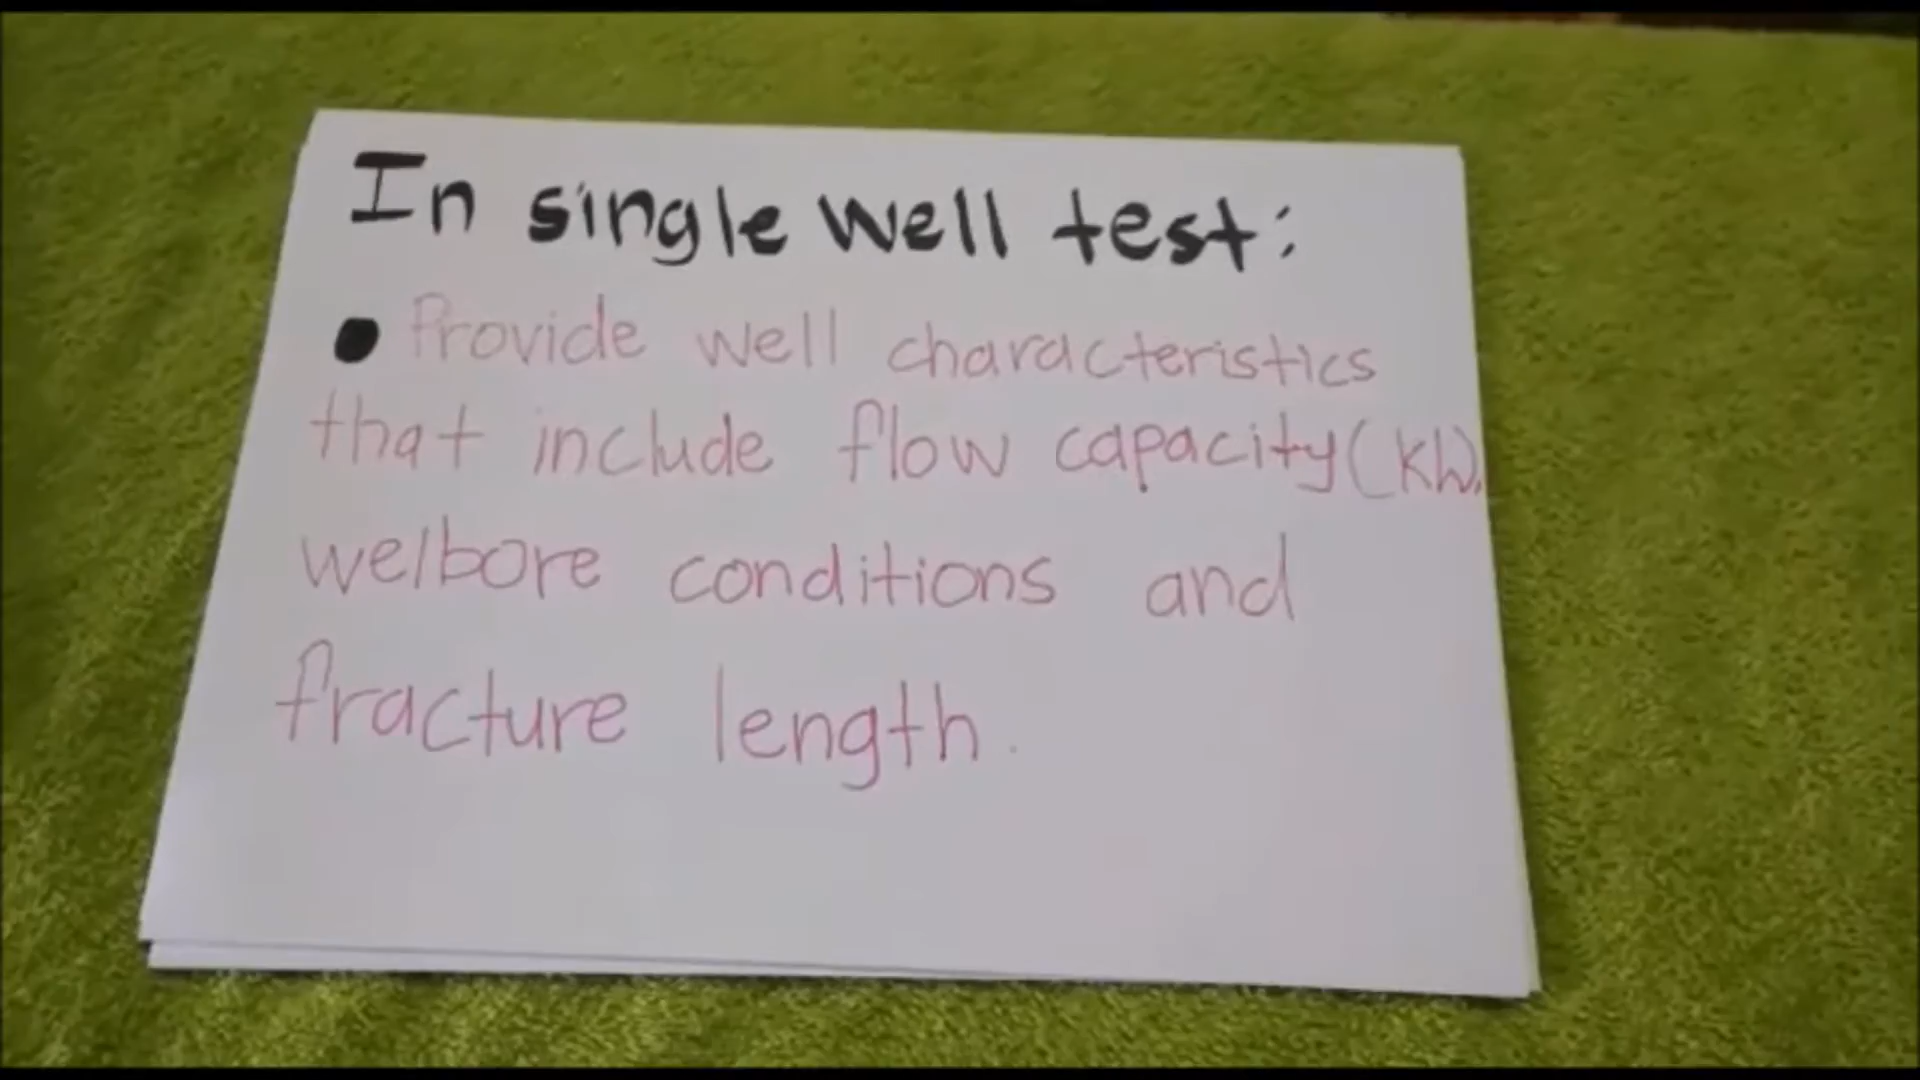 In single well test:
● Provide well characteristics
that include flow capacity (kh),
welbore conditions and
fracture length.